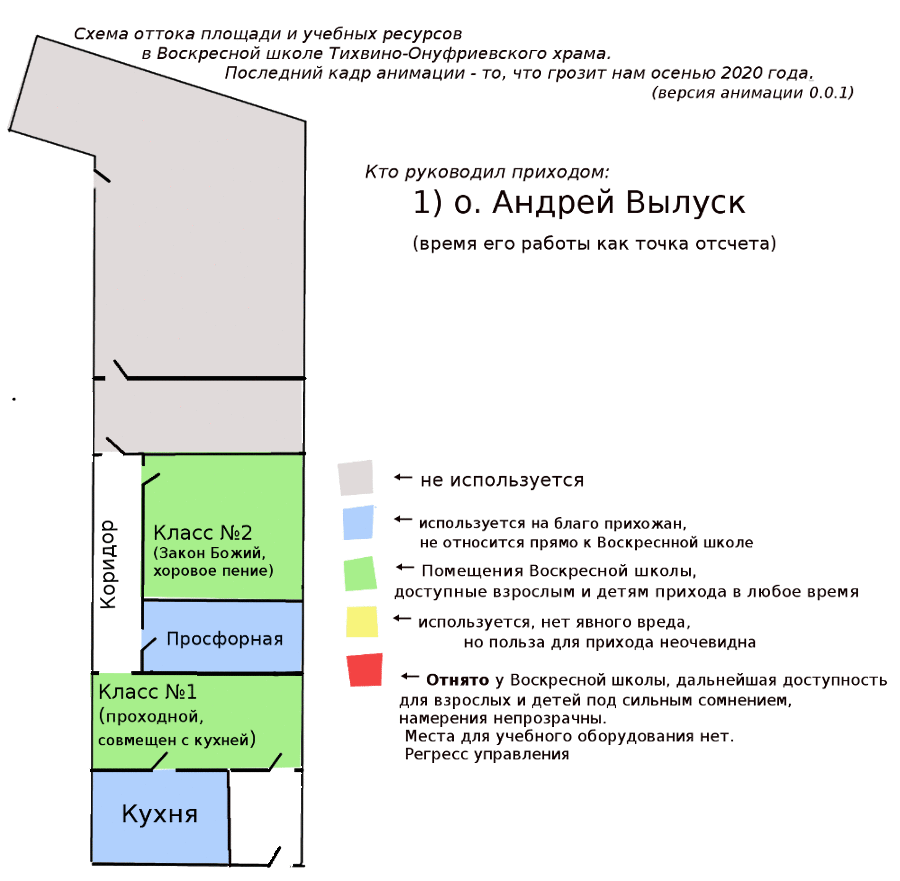 Схема оттока площади и учебных ресурсов
в Воскресной школе Тихвино-Онуфриевского храма.
Последний кадр анимации - то, что грозит нам осенью 2020 года.
(версия анимации 0.0.1)
Кто руководил приходом:
1) о. Андрей Вылуск
(время его работы как точка отсчета)
Коридор
Класс №2
(Закон Божий,
хоровое пение)
Просфорная
Класс №1
(проходной,
совмещен с кухней)
Кухня
← не используется
← используется на благо прихожан,
не относится прямо к Воскреснной школе
← Помещения Воскресной школы,
доступные взрослым и детям прихода в любое время
← используется, нет явного вреда,
но польза для прихода неочевидна
← Отнято у Воскресной школы, дальнейшая доступность
для взрослых и детей под сильным сомнением,
намерения непрозрачны.
Места для учебного оборудования нет.
Регресс управления